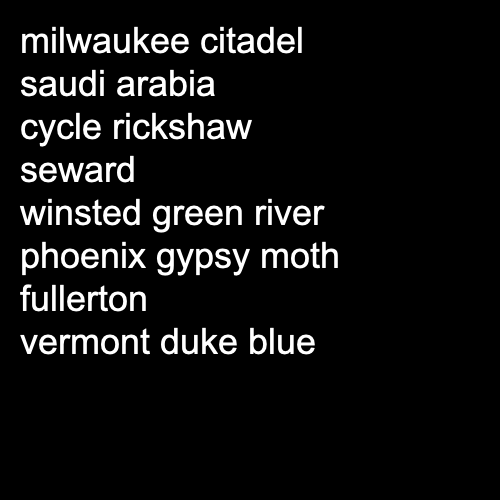 milwaukee citadel
saudi arabia
cycle rickshaw
seward
winsted green river
phoenix gypsy moth
fullerton
vermont duke blue